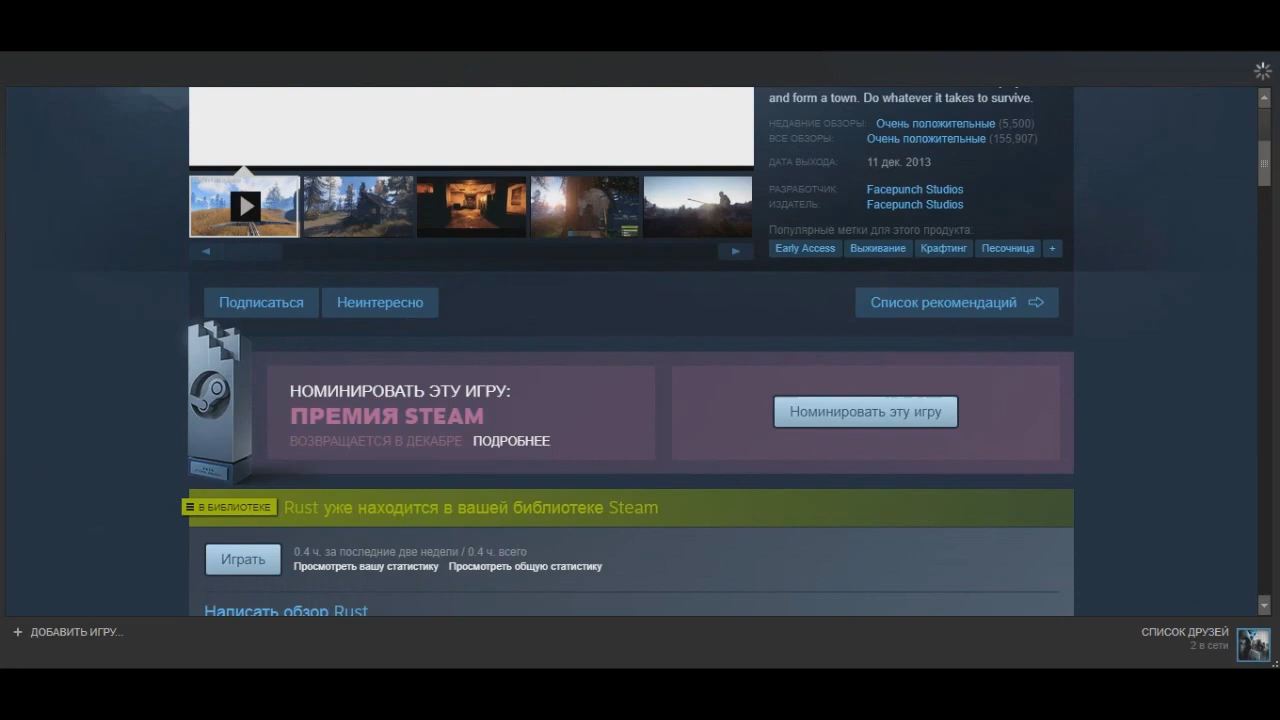 and form a town. Do whatever it takes to survive.
НЕДАВНИЕ ОБЗОРЫ: Очень положительные (5,500)
ВСЕ ОБЗОРЫ: Очень положительные (155,907)
ДАТА ВЫХОДА: 11 дек. 2013
РАЗРАБОТЧИК: Facepunch Studios
ИЗДАТЕЛЬ: Facepunch Studios
Популярные метки для этого продукта:
Early Access Выживание Крафтинг Песочница +
Подписаться Неинтересно Список рекомендаций
НОМИНИРОВАТЬ ЭТУ ИГРУ:
ПРЕМИЯ STEAM
ВОЗВРАЩАЕТСЯ В ДЕКАБРЕ ПОДРОБНЕЕ
Номинировать эту игру
В БИБЛИОТЕКЕ Rust уже находится в вашей библиотеке Steam
Играть
0.4 ч. за последние две недели / 0.4 ч. всего
Просмотреть вашу статистику Просмотреть общую статистику
Написать обзор Rust
+ ДОБАВИТЬ ИГРУ...
СПИСОК ДРУЗЕЙ
2 в сети